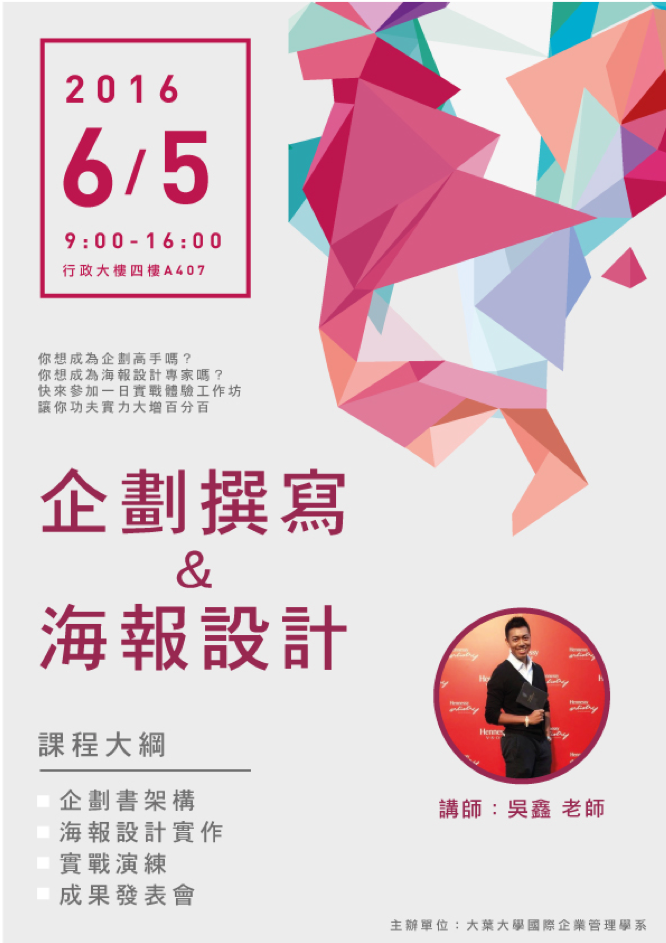 2016
6/5
9:00-16:00
行政大樓四樓A407
你想成為企劃高手嗎？
你想成為海報設計專家嗎？
快來參加一日實戰體驗工作坊
讓你功夫實力大增百分百
企劃撰寫
&
海報設計
課程大綱
企劃書架構
海報設計實作
實戰演練
成果發表會
Hennessy
artistry
Hennessy
artistry
Hennessy
講師：吳鑫 老師
主辦單位：大葉大學國際企業管理學系